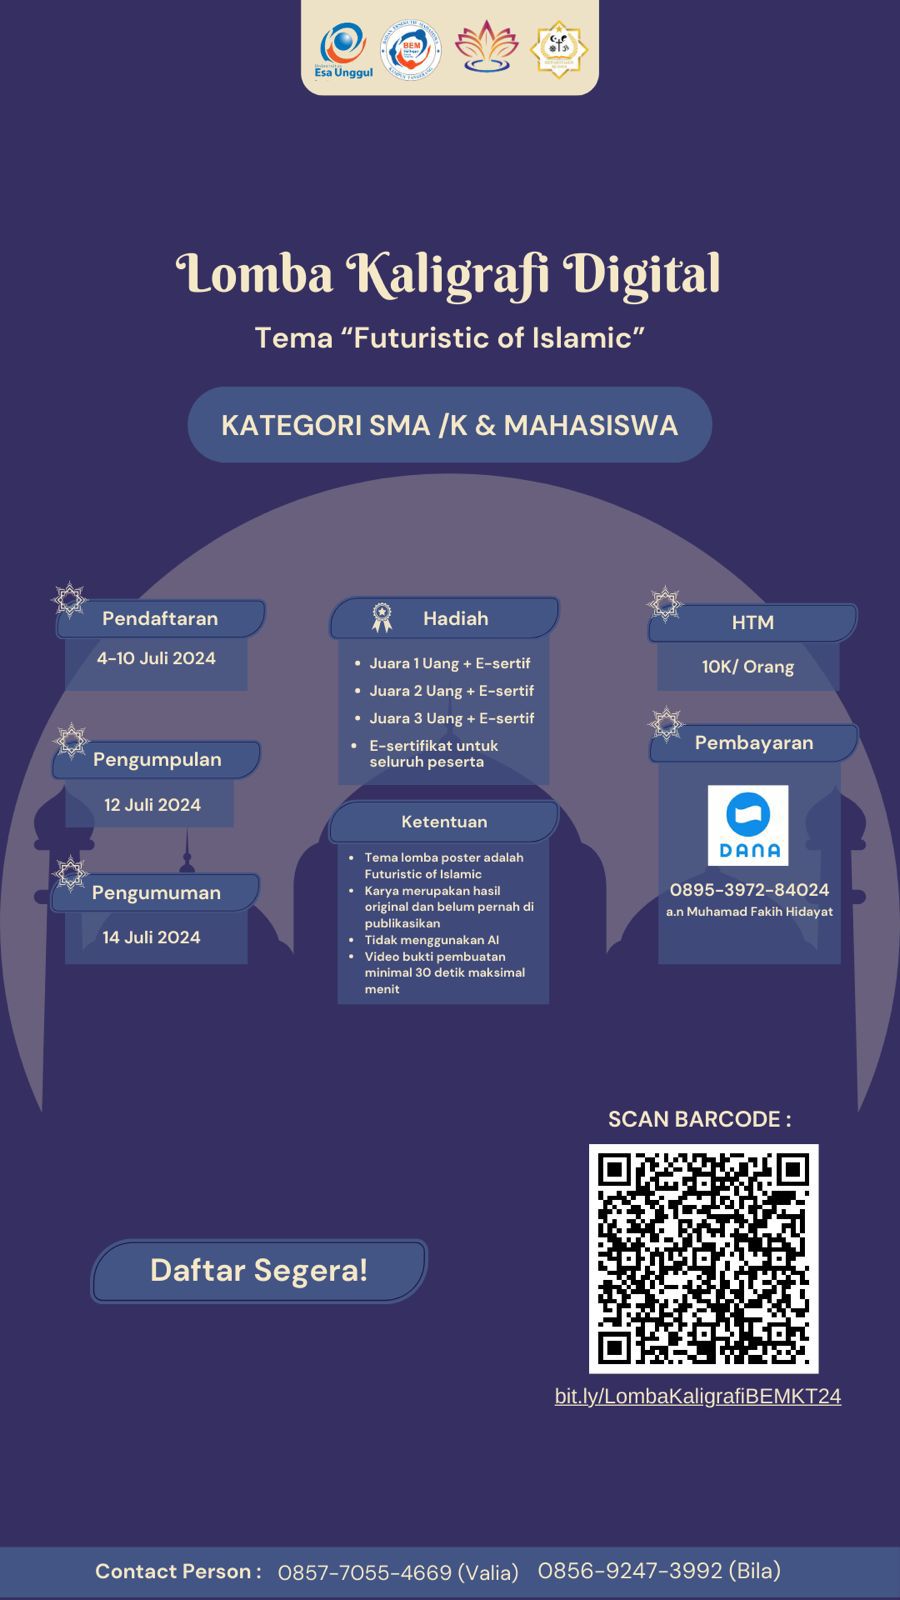 Universitas
Esa Unggul
BEM
KAMPUS TANGERANG
Lomba Kaligrafi Digital
Tema “Futuristic of Islamic”
KATEGORI SMA /K & MAHASISWA
Pendaftaran
4-10 Juli 2024
Pengumpulan
12 Juli 2024
Pengumuman
14 Juli 2024
Hadiah
• Juara 1 Uang + E-sertif
• Juara 2 Uang + E-sertif
• Juara 3 Uang + E-sertif
• E-sertifikat untuk
seluruh peserta
Ketentuan
• Tema lomba poster adalah
Futuristic of Islamic
• Karya merupakan hasil
original dan belum pernah di
publikasikan
• Tidak menggunakan AI
• Video bukti pembuatan
minimal 30 detik maksimal
menit
HTM
10K/ Orang
Pembayaran
DANA
0895-3972-84024
a.n Muhamad Fakih Hidayat
SCAN BARCODE :
Daftar Segera!
bit.ly/LombaKaligrafiBEMKT24
Contact Person : 0857-7055-4669 (Valia) 0856-9247-3992 (Bila)